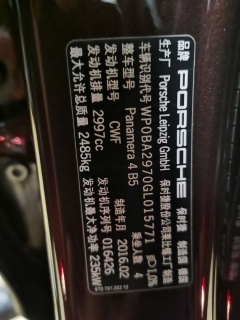 品牌 PORSCHE 保时捷 制造国 德国
生产厂 Porsche Leipzig GmbH 保时捷股份公司莱比锡工厂制造
车辆识别代号 WP0BA2970GL015771
整车型号 Panamera 4 B5 乘坐人数 4
发动机型号 CWF 制造年月 2016.02
发动机排量 2997cc 发动机序列号 016426
最大允许总质量 2485kg 发动机最大净功率 235kW